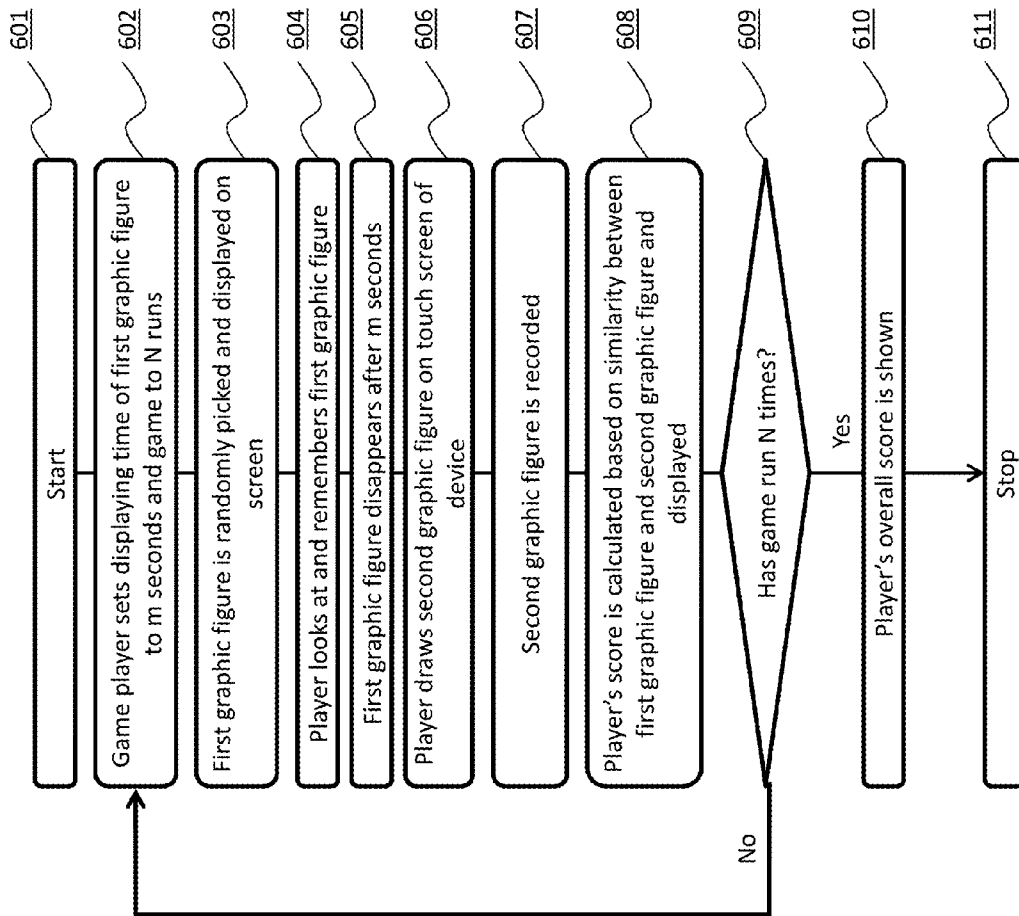 601
Start
602
Game player sets displaying time of first graphic figure
to m seconds and game to N runs
603
First graphic figure is randomly picked and displayed on
screen
604
Player looks at and remembers first graphic figure
605
First graphic figure disappears after m seconds
606
Player draws second graphic figure on touch screen of
device
607
Second graphic figure is recorded
608
Player's score is calculated based on similarity between
first graphic figure and second graphic figure and
displayed
609
Has game run N times?
No
Yes
610
Player's overall score is shown
611
Stop